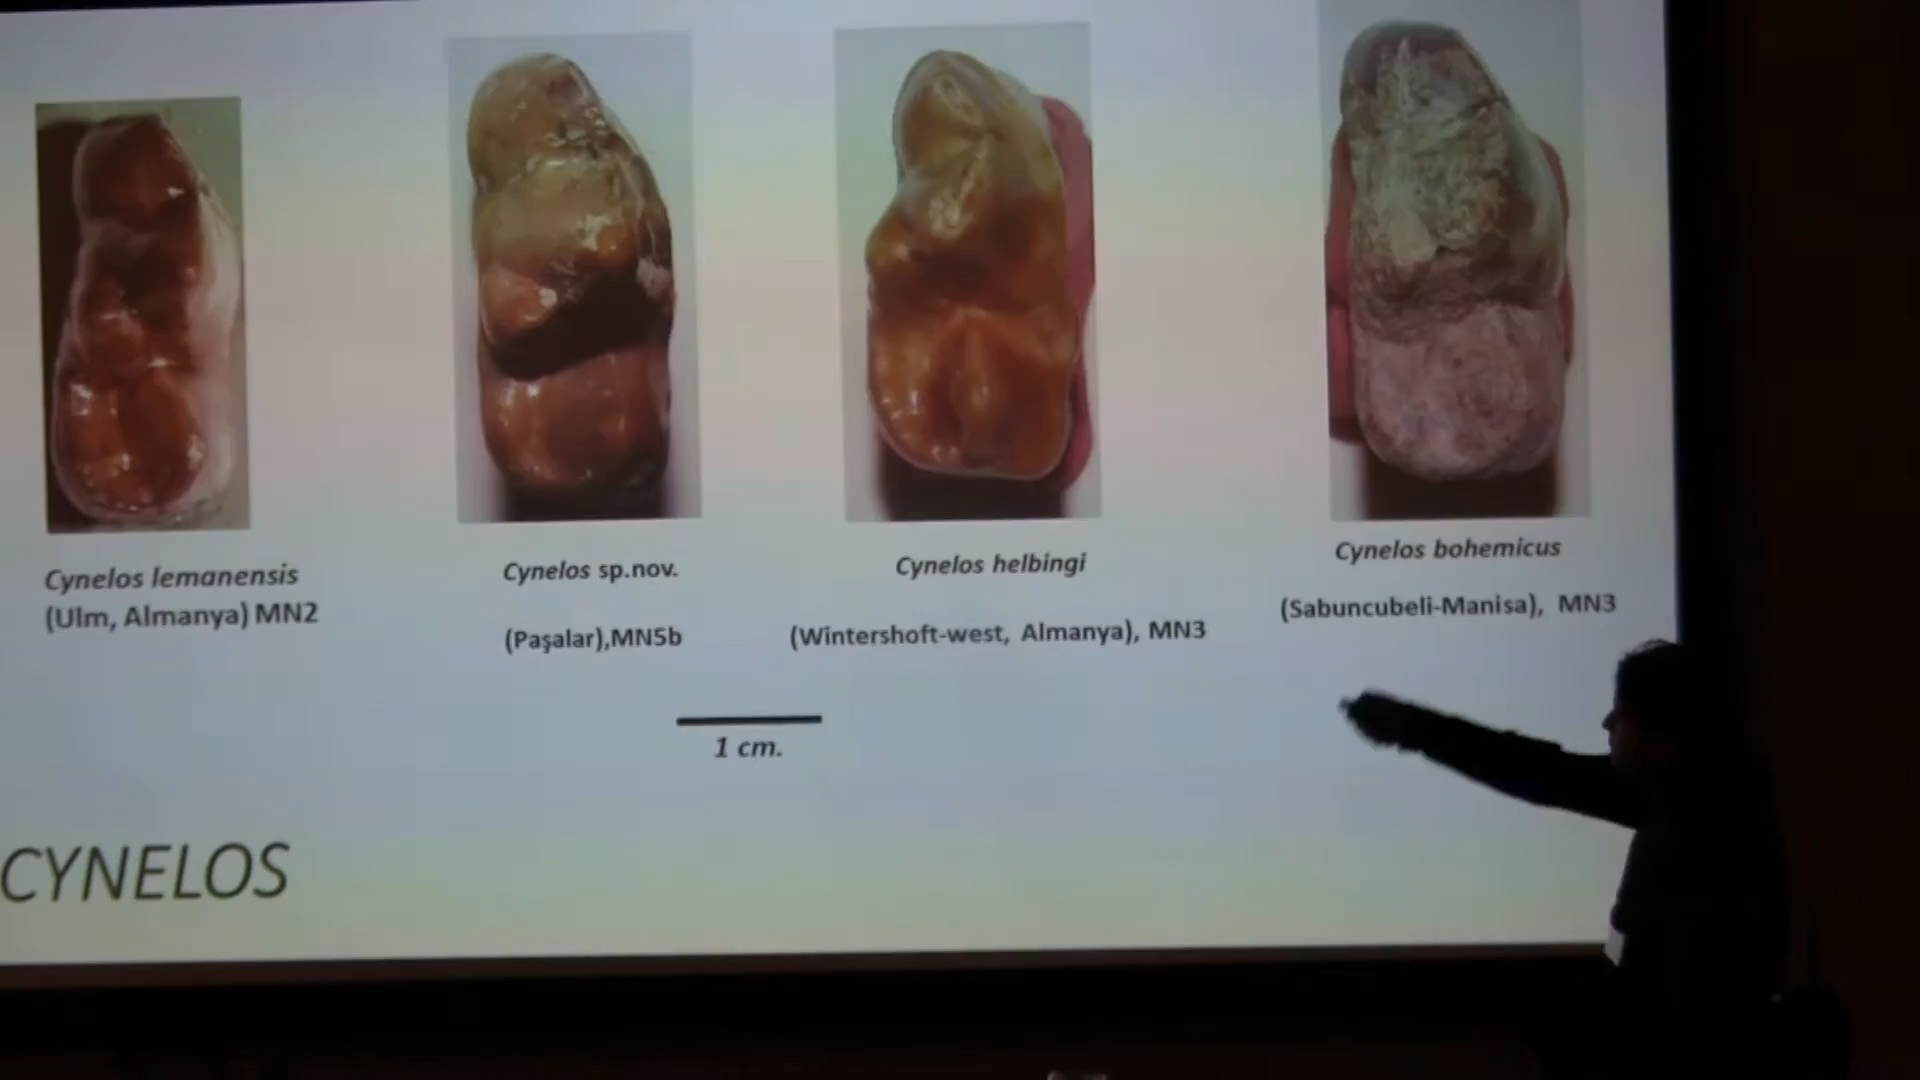 Cynelos lemanensis
(Ulm, Almanya) MN2
Cynelos sp.nov.
(Paşalar),MN5b
Cynelos helbingi
(Wintershoft-west, Almanya), MN3
Cynelos bohemicus
(Sabuncubeli-Manisa), MN3
1 cm.
CYNELOS